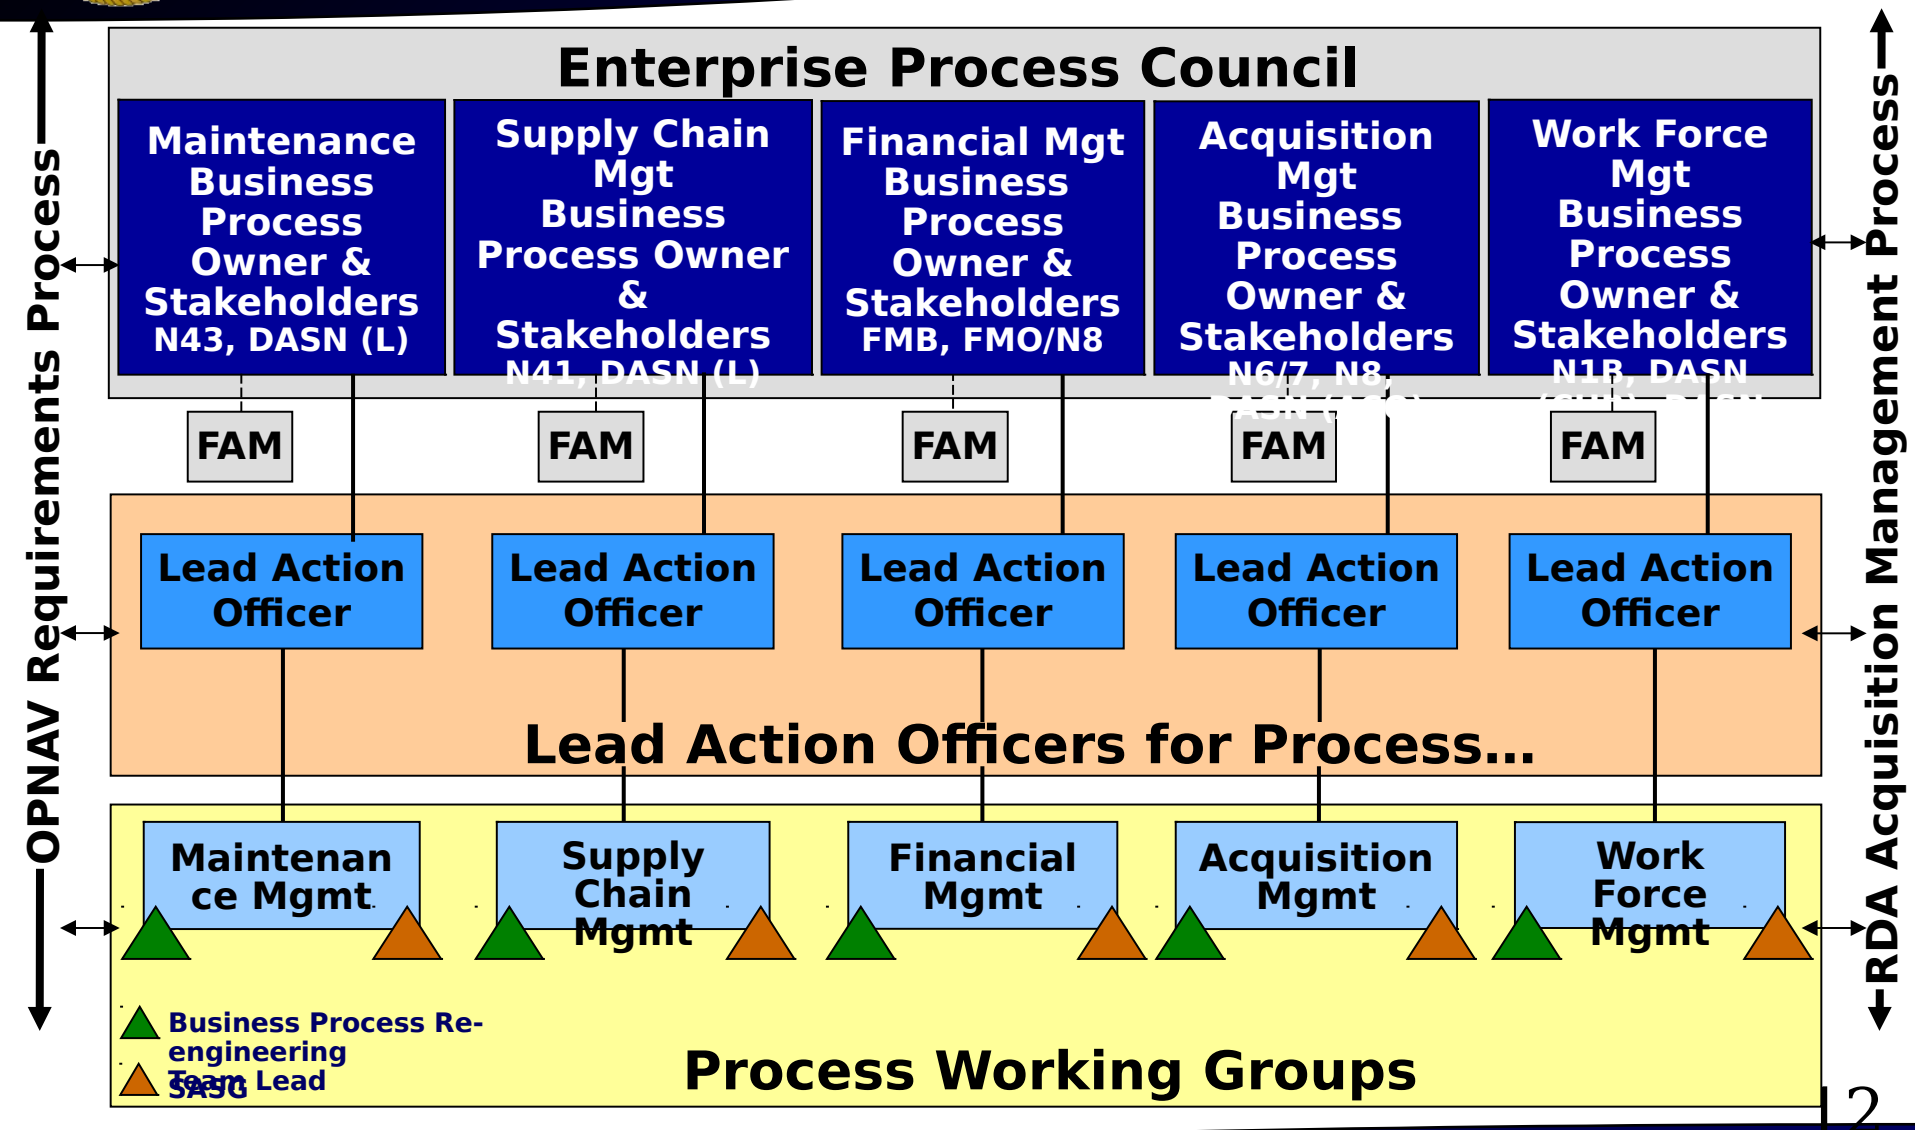 Enterprise Process Council
Maintenance
Business
Process
Owner &
Stakeholders
N43, DASN (L)
Supply Chain
Mgt
Business
Process Owner
&
Stakeholders
N41, DASN (L)
Financial Mgt
Business
Process
Owner &
Stakeholders
FMB, FMO/N8
Acquisition
Mgt
Business
Process
Owner &
Stakeholders
N6/7, N8,
DASN
Work Force
Mgt
Business
Process
Owner &
Stakeholders
N1B, DASN
DASN
OPNAV Requirements Process
RDA Acquisition Management Process
FAM
FAM
FAM
FAM
FAM
Lead Action
Officer
Lead Action
Officer
Lead Action
Officer
Lead Action
Officer
Lead Action
Officer
Lead Action Officers for Process…
Maintenan
ce Mgmt
Supply
Chain
Mgmt
Financial
Mgmt
Acquisition
Mgmt
Work
Force
Mgmt
Business Process Re-
engineering
Team Lead
SASG
Process Working Groups
12